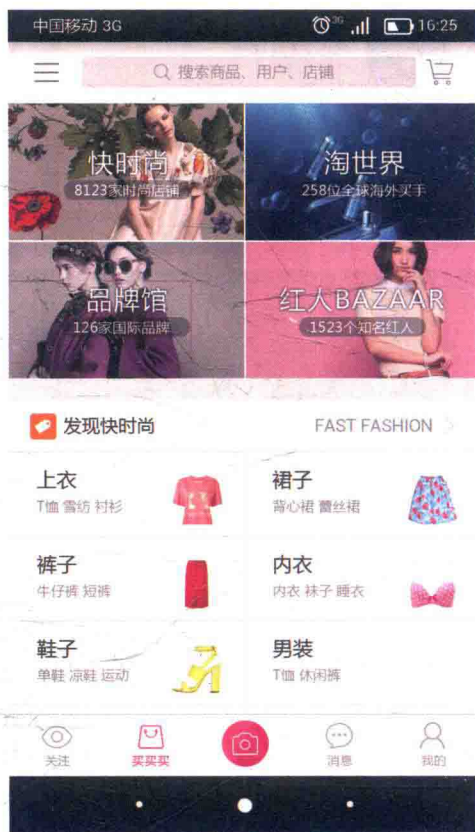 中国移动 3G
3G
16:25
搜索商品、用户、店铺
快时尚
8123家时尚店铺
淘世界
258位全球海外买手
品牌馆
126家国际品牌
红人BAZAAR
1523个知名红人
发现快时尚
FAST FASHION
上衣
T恤 雪纺 衬衫
裙子
背心裙 蕾丝裙
裤子
牛仔裤 短裤
内衣
内衣 袜子 睡衣
鞋子
单鞋 凉鞋 运动
男装
T恤 休闲裤
关注
买买买
消息
我的